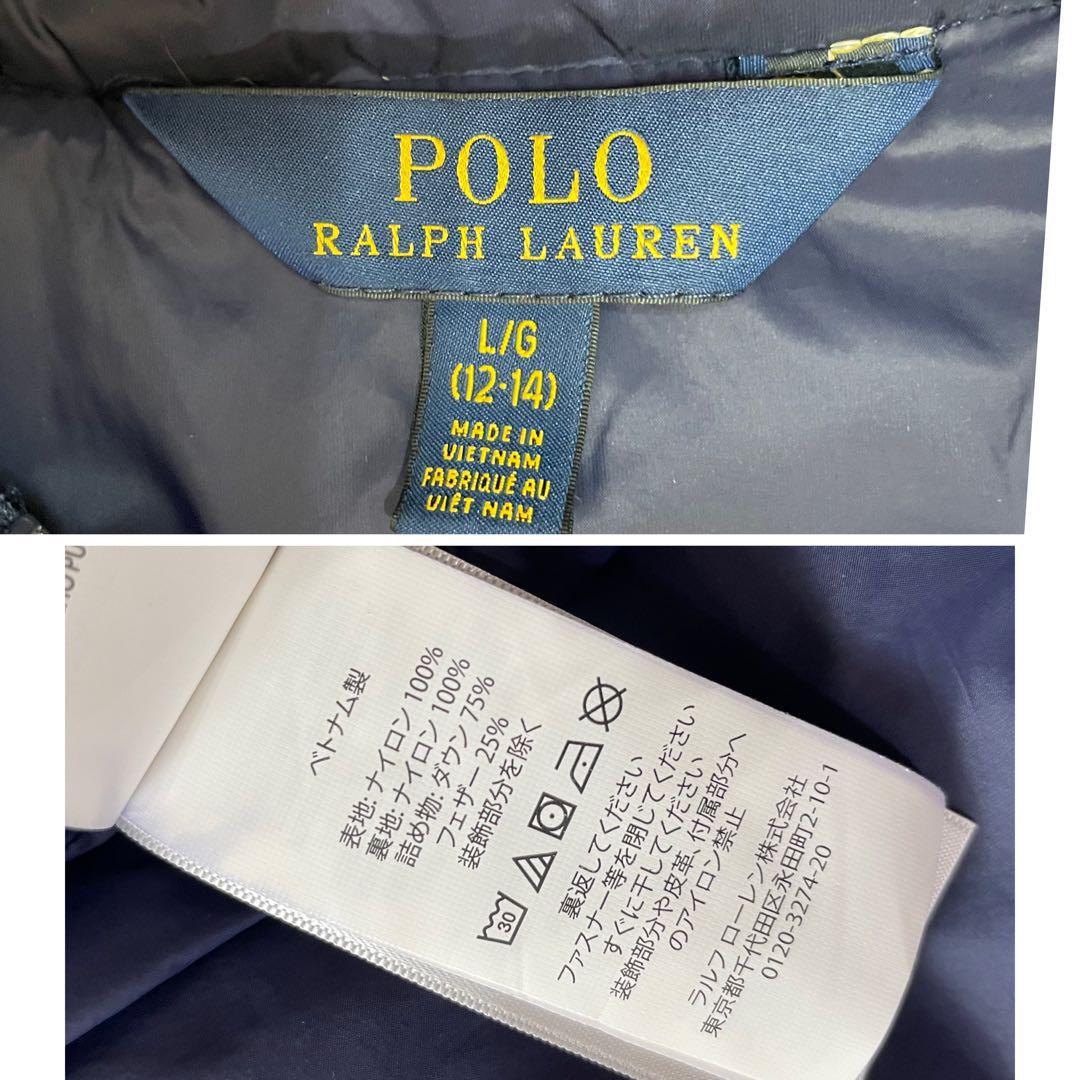 POLO
RALPH LAUREN
L/G
(12•14)
MADE IN
VIETNAM
FABRIQUÉ AU
VIÊT NAM
ベトナム製
表地: ナイロン 100%
裏地: ナイロン 100%
詰め物: ダウン 75%
フェザー 25%
装飾部分を除く
30
裏返してください
ファスナー等を閉じてください
すぐに干してください
装飾部分や皮革、付属部分へ
のアイロン禁止
ラルフ ローレン株式会社
東京都千代田区永田町2-10-1
0120-3274-20